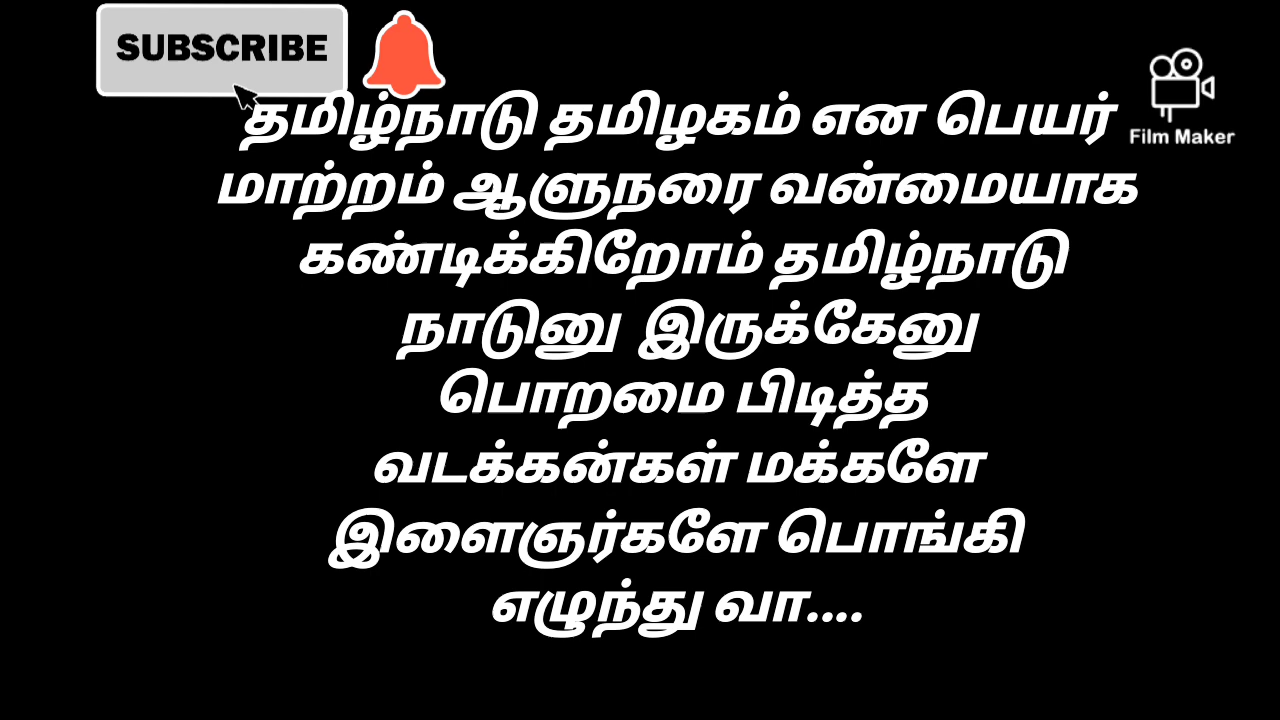 SUBSCRIBE
Film Maker
தமிழ்நாடு தமிழகம் என பெயர்
மாற்றம் ஆளுநரை வன்மையாக
கண்டிக்கிறோம் தமிழ்நாடு
நாடுனு இருக்கேனு
பொறமை பிடித்த
வடக்கன்கள் மக்களே
இளைஞர்களே பொங்கி
எழுந்து வா....